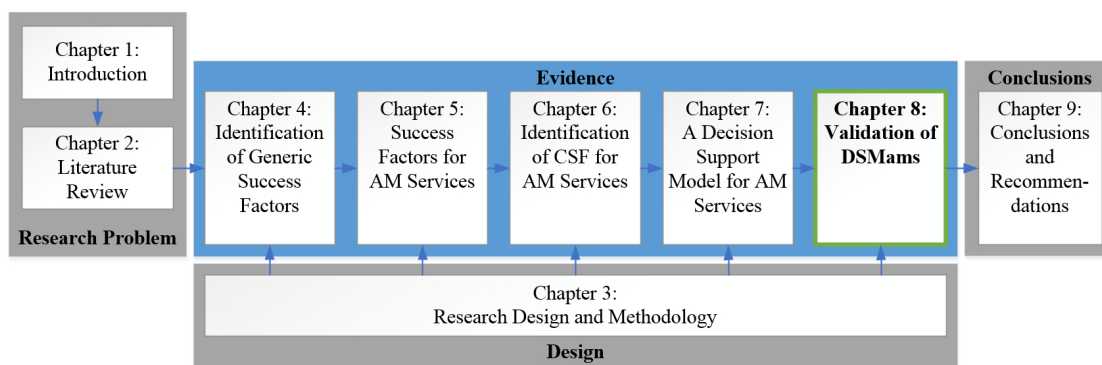 Chapter 1:
Introduction
Chapter 2:
Literature
Review
Research Problem
Evidence
Chapter 4:
Identification
of Generic
Success
Factors
Chapter 5:
Success
Factors for
AM Services
Chapter 6:
Identification
of CSF for
AM Services
Chapter 7:
A Decision
Support
Model for AM
Services
Chapter 8:
Validation of
DSMams
Conclusions
Chapter 9:
Conclusions
and
Recommen-
dations
Chapter 3:
Research Design and Methodology
Design